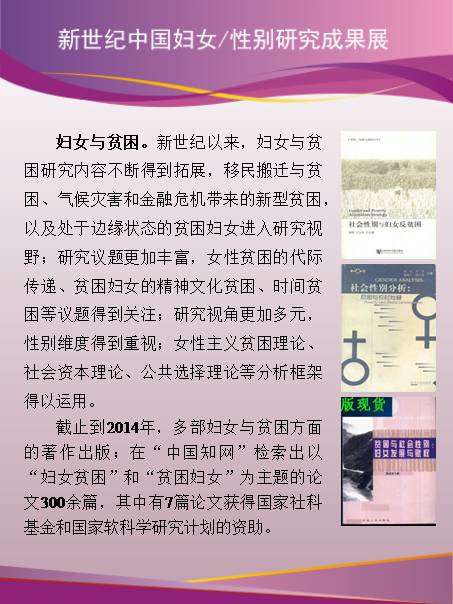 新世纪中国妇女/性别研究成果展
妇女与贫困。新世纪以来，妇女与贫
困研究内容不断得到拓展，移民搬迁与贫
困、气候灾害和金融危机带来的新型贫困，
以及处于边缘状态的贫困妇女进入研究视
野；研究议题更加丰富，女性贫困的代际
传递、贫困妇女的精神文化贫困、时间贫
困等议题得到关注；研究视角更加多元，
性别维度得到重视；女性主义贫困理论、
社会资本理论、公共选择理论等分析框架
得以运用。
截止到2014年，多部妇女与贫困方面
的著作出版；在“中国知网”检索出以
“妇女贫困”和“贫困妇女”为主题的论
文300余篇，其中有7篇论文获得国家社科
基金和国家软科学研究计划的资助。
社会性别与妇女反贫困
GENDER ANALYSIS:
社会性别分析:
贫困与农村发展
版现货
贫困与社会性别:
妇女发展与赋权